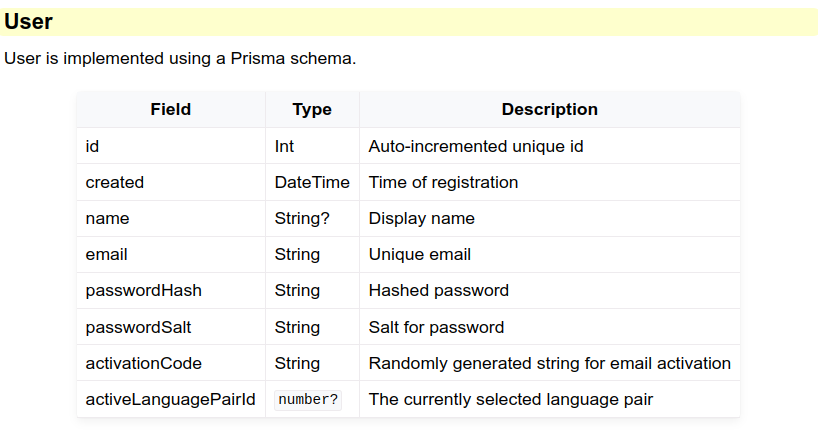 User
User is implemented using a Prisma schema.
Field Type Description
id Int Auto-incremented unique id
created DateTime Time of registration
name String? Display name
email String Unique email
passwordHash String Hashed password
passwordSalt String Salt for password
activationCode String Randomly generated string for email activation
activeLanguagePairId number? The currently selected language pair